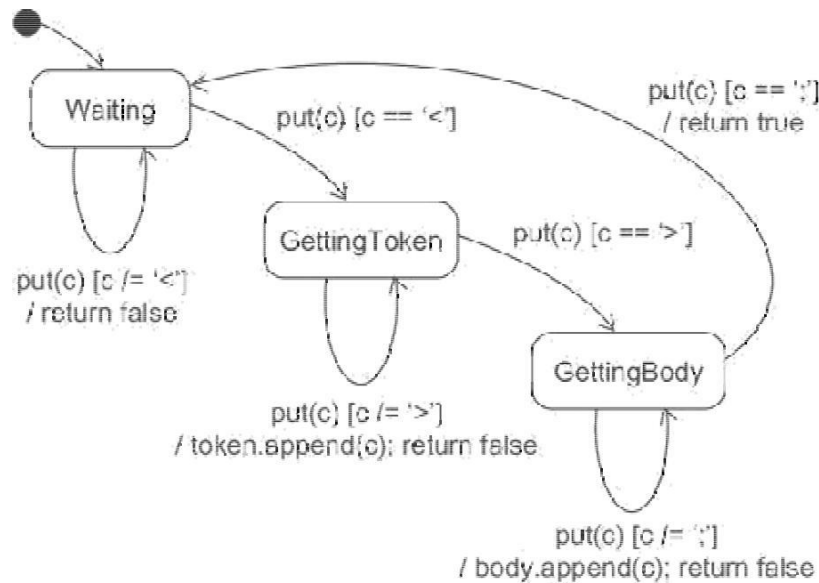 Waiting
put(c) [c == ‘<’]
put(c) [c == ‘;’]
/ return true
GettingToken
put(c) [c == ‘>’]
put(c) [c /= ‘<’]
/ return false
GettingBody
put(c) [c /= ‘>’]
/ token.append(c); return false
put(c) [c /= ‘;’]
/ body.append(c); return false